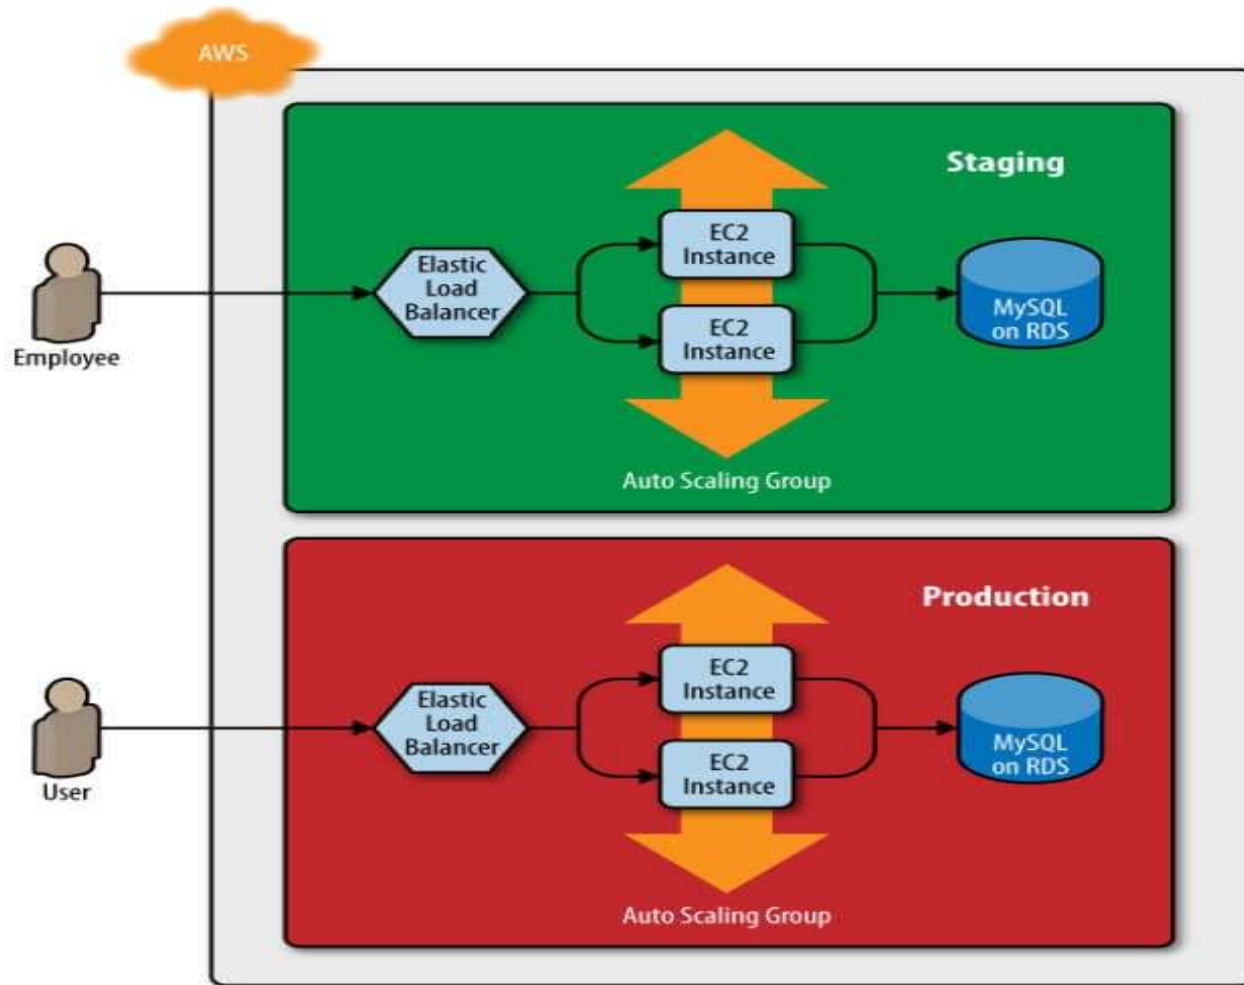 AWS
Staging
EC2
Instance
Elastic
Load
Balancer
EC2
Instance
MySQL
on RDS
Employee
Auto Scaling Group
Production
EC2
Instance
Elastic
Load
Balancer
EC2
Instance
MySQL
on RDS
User
Auto Scaling Group